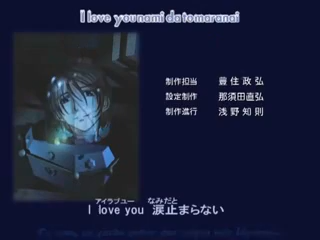 I love you nami da tomaranai
制作担当 豊住政弘
設定制作 那須田直弘
制作進行 浅野知則
アイラブユー なみだと
I love you 涙止まらない